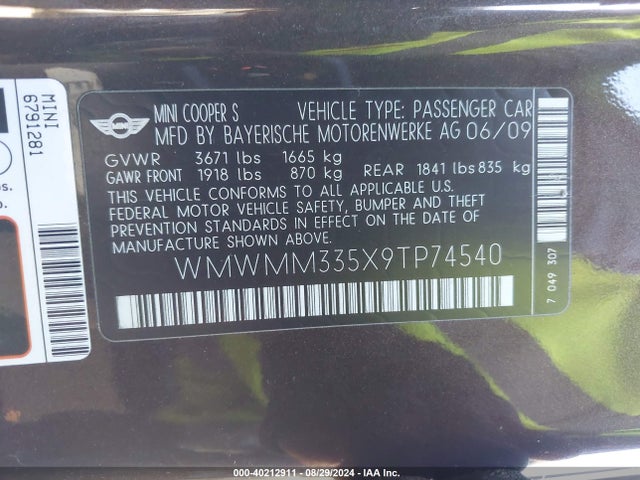 MINI COOPER S VEHICLE TYPE: PASSENGER CAR
MFD BY BAYERISCHE MOTORENWERKE AG 06/09
GVWR 3671 lbs 1665 kg
GAWR FRONT 1918 lbs 870 kg REAR 1841 lbs 835 kg
THIS VEHICLE CONFORMS TO ALL APPLICABLE U.S.
FEDERAL MOTOR VEHICLE SAFETY, BUMPER AND THEFT
PREVENTION STANDARDS IN EFFECT ON THE DATE OF
MANUFACTURE SHOWN ABOVE.
WMWMM335X9TP74540
7 049 307
MINI
6791281
s.
000-40212911 - 08/29/2024 - IAA Inc.